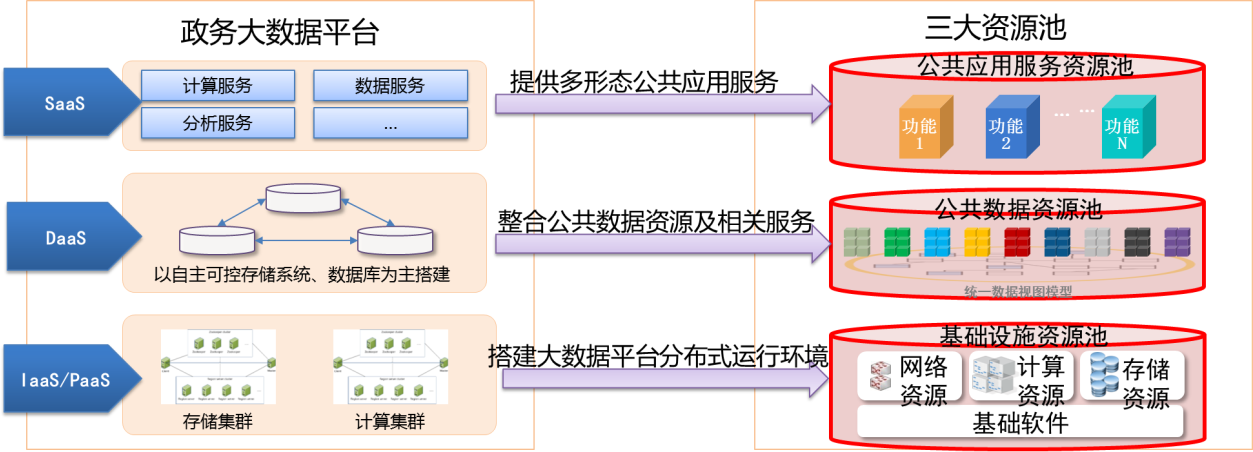 政务大数据平台
三大资源池
SaaS
计算服务
数据服务
分析服务
...
提供多形态公共应用服务
公共应用服务资源池
功能
1
功能
2
... ...
功能
N
DaaS
以自主可控存储系统、数据库为主搭建
整合公共数据资源及相关服务
公共数据资源池
统一数据视图模型
IaaS/PaaS
存储集群
计算集群
搭建大数据平台分布式运行环境
基础设施资源池
网络
资源
计算
资源
存储
资源
基础软件